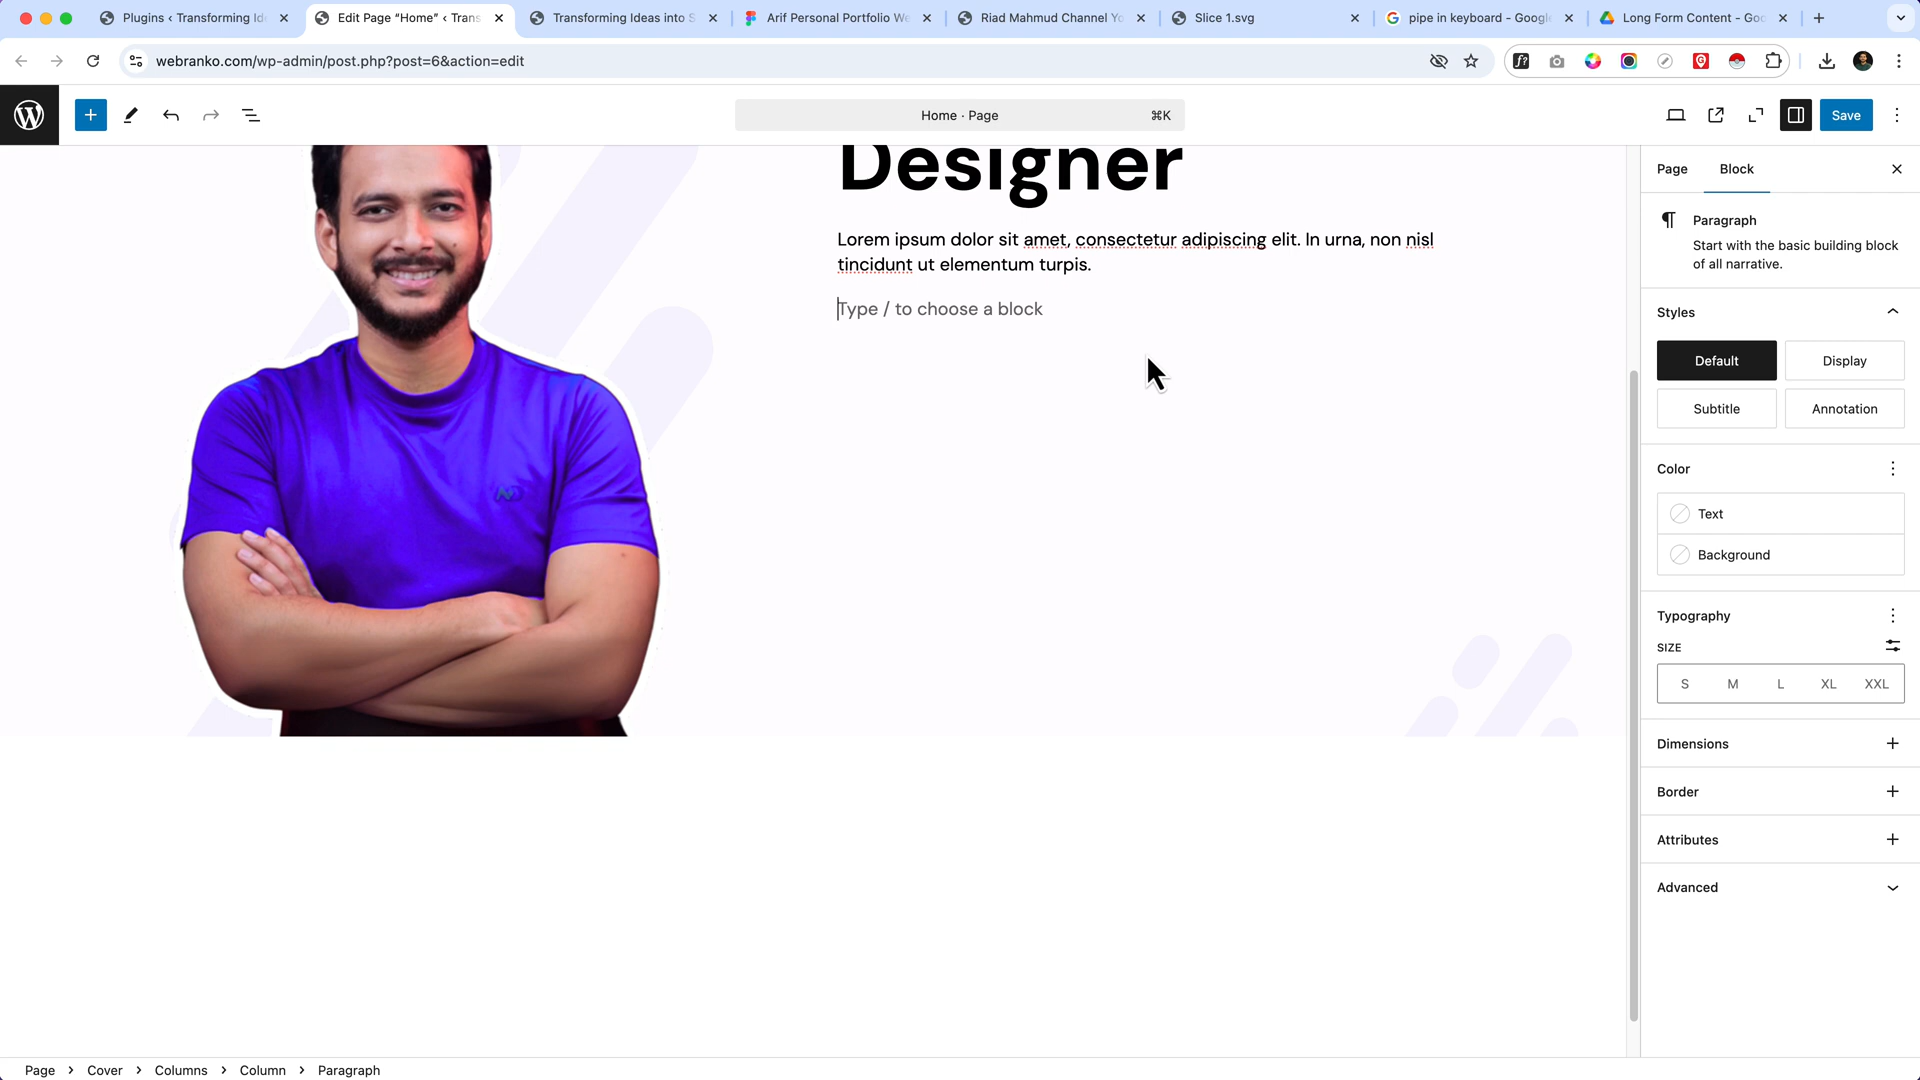 Plugins ‹ Transforming Id
Edit Page “Home” ‹ Trans
Transforming Ideas into S
Arif Personal Portfolio We
Riad Mahmud Channel Yo
Slice 1.svg
pipe in keyboard - Google
Long Form Content - Goo
webranko.com/wp-admin/post.php?post=6&action=edit
Home · Page
⌘K
Save
Designer
Lorem ipsum dolor sit amet, consectetur adipiscing elit. In urna, non nisl
tincidunt ut elementum turpis.
Type / to choose a block
Page
Block
Paragraph
Start with the basic building block
of all narrative.
Styles
Default
Display
Subtitle
Annotation
Color
Text
Background
Typography
SIZE
S
M
L
XL
XXL
Dimensions
Border
Attributes
Advanced
Page
Cover
Columns
Column
Paragraph